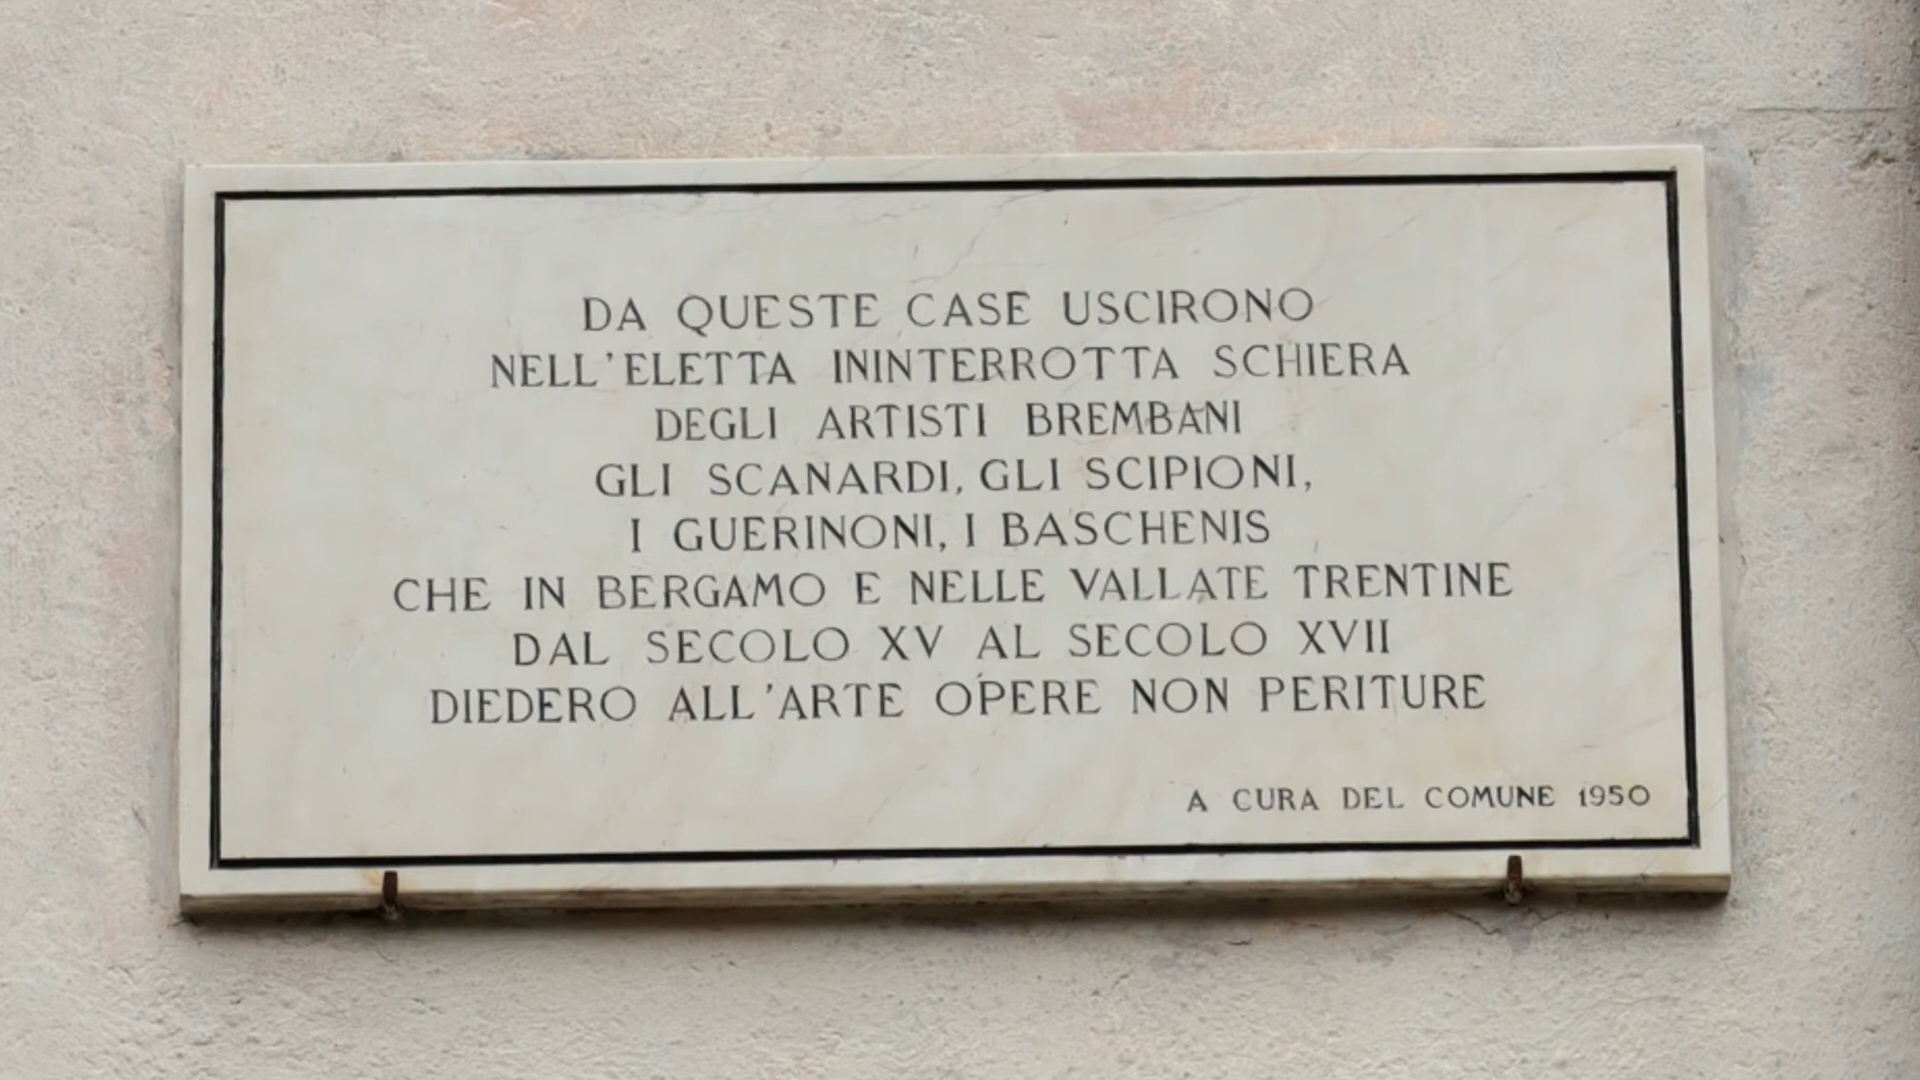 DA QUESTE CASE USCIRONO
NELL'ELETTA ININTERROTTA SCHIERA
DEGLI ARTISTI BREMBANI
GLI SCANARDI, GLI SCIPIONI,
I GUERINONI, I BASCHENIS
CHE IN BERGAMO E NELLE VALLATE TRENTINE
DAL SECOLO XV AL SECOLO XVII
DIEDERO ALL'ARTE OPERE NON PERITURE
A CURA DEL COMUNE 1950